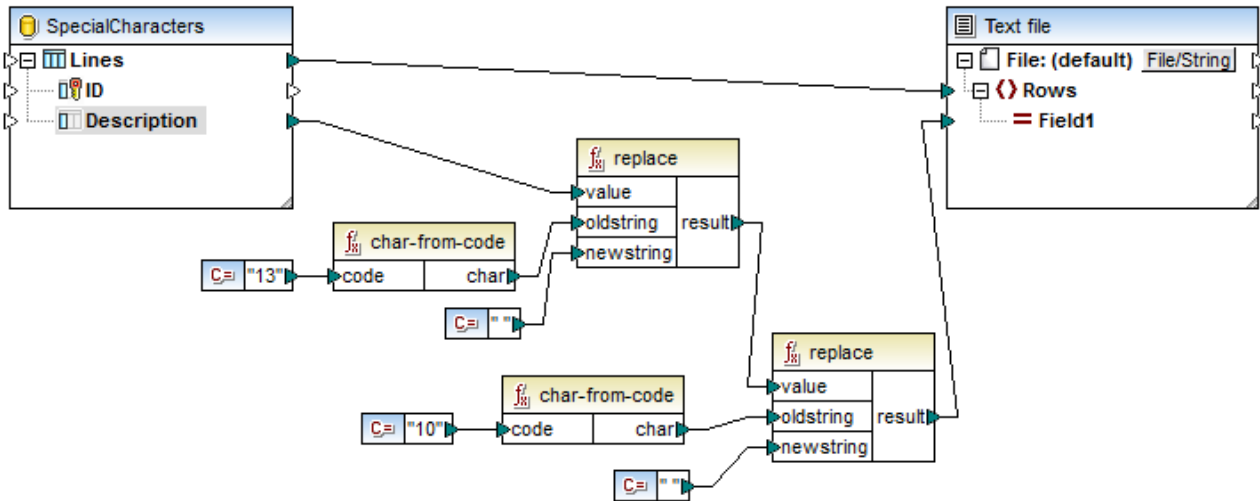 SpecialCharacters
Lines
ID
Description
Text file
File: (default) File/String
Rows
Field1
replace
value
oldstring
newstring
result
char-from-code
C= "13"
code
char
C= " "
replace
value
oldstring
newstring
result
char-from-code
C= "10"
code
char
C= " "